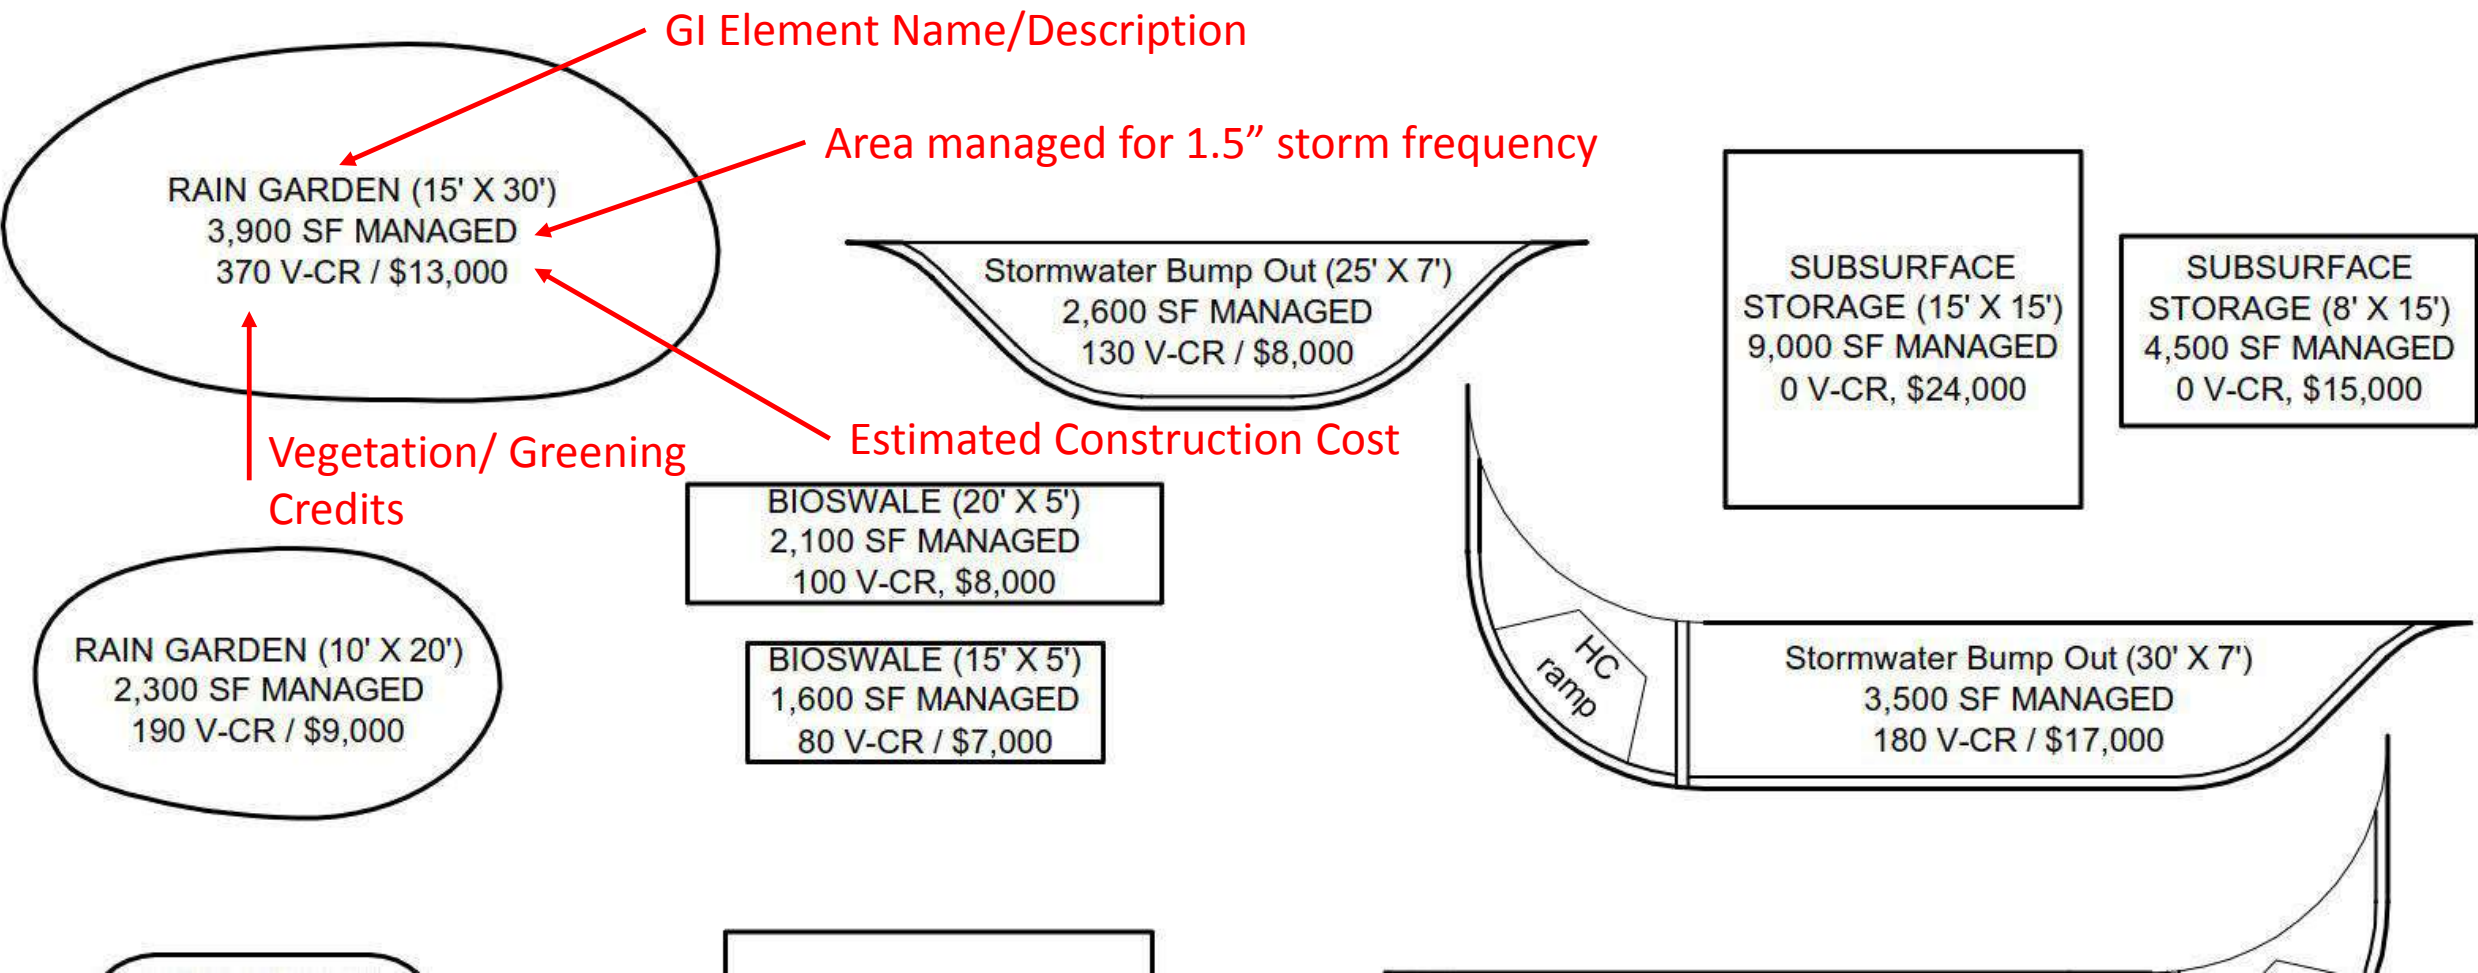 GI Element Name/Description
Area managed for 1.5” storm frequency
RAIN GARDEN (15' X 30')
3,900 SF MANAGED
370 V-CR / $13,000
Stormwater Bump Out (25' X 7')
2,600 SF MANAGED
130 V-CR / $8,000
SUBSURFACE
STORAGE (15' X 15')
9,000 SF MANAGED
0 V-CR, $24,000
SUBSURFACE
STORAGE (8' X 15')
4,500 SF MANAGED
0 V-CR, $15,000
Vegetation/ Greening
Credits
Estimated Construction Cost
BIOSWALE (20' X 5')
2,100 SF MANAGED
100 V-CR, $8,000
RAIN GARDEN (10' X 20')
2,300 SF MANAGED
190 V-CR / $9,000
BIOSWALE (15' X 5')
1,600 SF MANAGED
80 V-CR / $7,000
HC
ramp
Stormwater Bump Out (30' X 7')
3,500 SF MANAGED
180 V-CR / $17,000